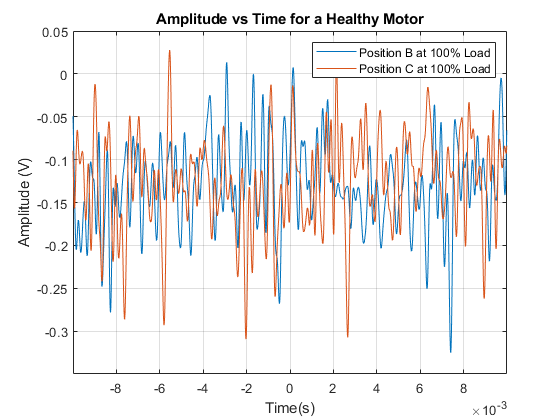 Amplitude vs Time for a Healthy Motor
Position B at 100% Load
Position C at 100% Load
Amplitude (V)
0.05
0
-0.05
-0.1
-0.15
-0.2
-0.25
-0.3
-8 -6 -4 -2 0 2 4 6 8
Time(s)
×10⁻³